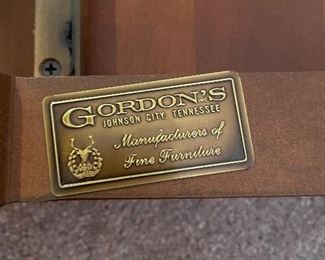 GORDON'S INC.
JOHNSON CITY, TENNESSEE
Manufacturers of
Fine Furniture